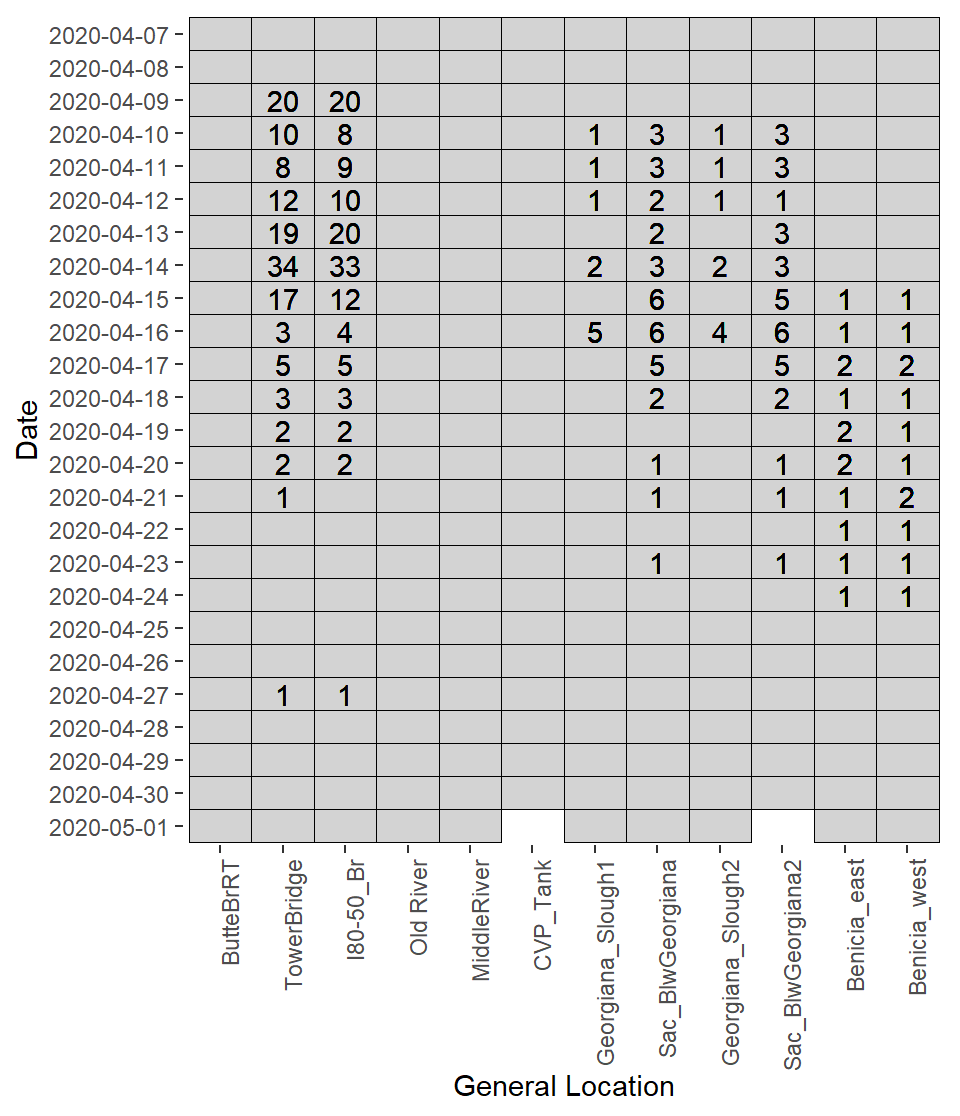 2020-04-07
2020-04-08
2020-04-09 20 20
2020-04-10 10 8 1 3 1 3
2020-04-11 8 9 1 3 1 3
2020-04-12 12 10 1 2 1 1
2020-04-13 19 20 2 3
2020-04-14 34 33 2 3 2 3
2020-04-15 17 12 6 5 1 1
2020-04-16 3 4 5 6 4 6 1 1
2020-04-17 5 5 5 5 2 2
2020-04-18 3 3 2 2 1 1
2020-04-19 2 2 2 1
2020-04-20 2 2 1 1 2 1
2020-04-21 1 1 1 1 2
2020-04-22 1 1
2020-04-23 1 1 1 1
2020-04-24 1 1
2020-04-25
2020-04-26
2020-04-27 1 1
2020-04-28
2020-04-29
2020-04-30
2020-05-01
Date
ButteBrRT
TowerBridge
I80-50_Br
Old River
MiddleRiver
CVP_Tank
Georgiana_Slough1
Sac_BlwGeorgiana
Georgiana_Slough2
Sac_BlwGeorgiana2
Benicia_east
Benicia_west
General Location